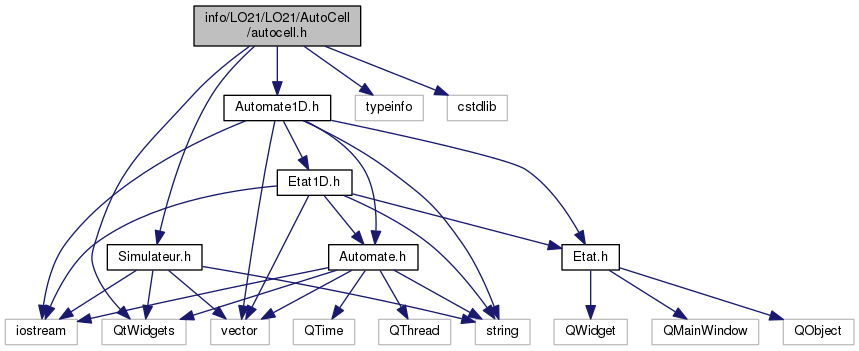 info/LO21/LO21/AutoCell
/autocell.h
Automate1D.h
typeinfo
cstdlib
Etat1D.h
Simulateur.h
Automate.h
Etat.h
iostream
QtWidgets
vector
QTime
QThread
string
QWidget
QMainWindow
QObject